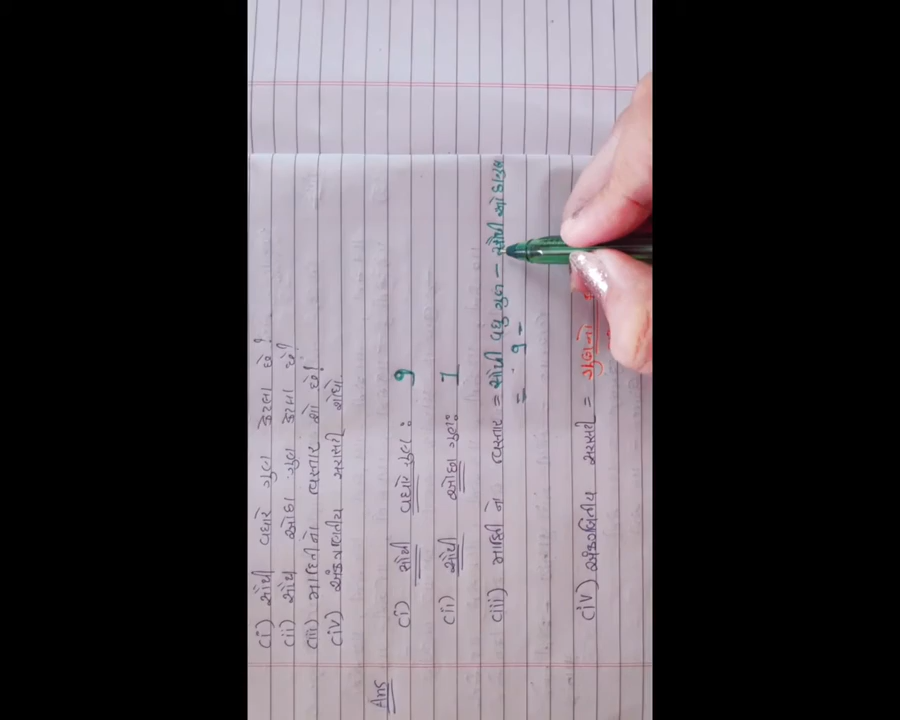 (i) સૌથી વધારે ગુણ કેટલા છે?
(ii) સૌથ ઓછા ગુણ કેટલા છે?
(iii) માહિતીનો વિસ્તાર શો છે?
(iv) અંકગણિતીય સરાસરી શોધો
Ans
(i) સૌથી વધારે ગુણ : 9
(ii) સૌથી ઓછા ગુણ: 1
(iii) માહિતી નો વિસ્તાર = સૌથી વધુ ગુણ - સૌથી ઓછાગુણ
= 9 -
(iv) અંકગણિતીય સરાસરી = ગુણનો